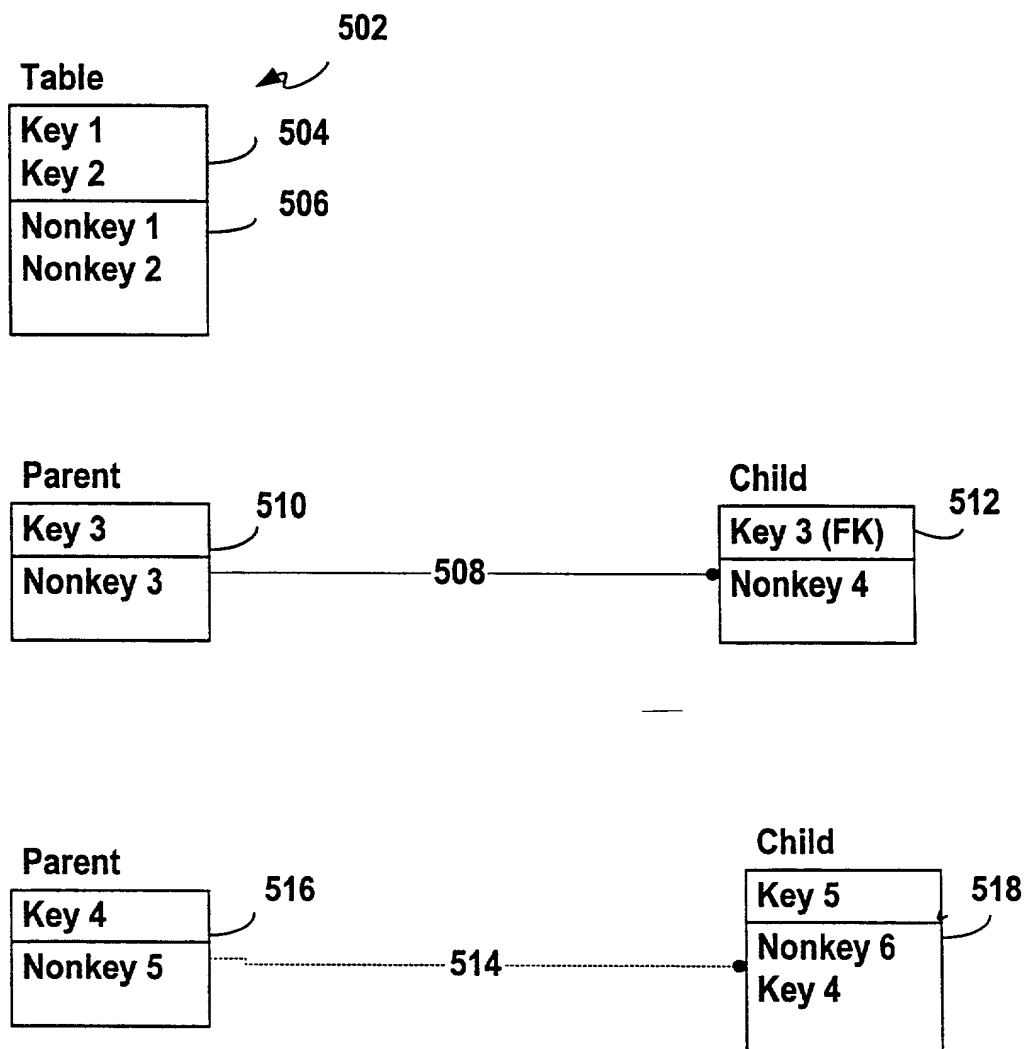 502
Table
Key 1
Key 2
504
Nonkey 1
Nonkey 2
506
Parent
Key 3
510
Nonkey 3
508
Child
Key 3 (FK)
512
Nonkey 4
Parent
Key 4
516
Nonkey 5
514
Child
Key 5
518
Nonkey 6
Key 4